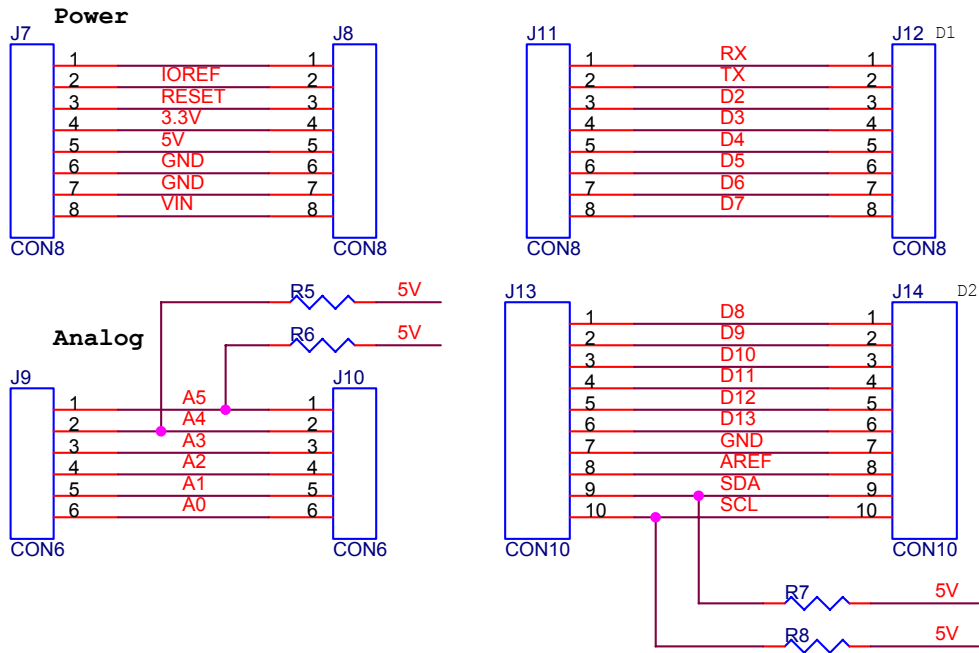 Power
J7 J8
1 1
IOREF
2 2
RESET
3 3
3.3V
4 4
5V
5 5
GND
6 6
GND
7 7
VIN
8 8
CON8 CON8
J11 J12 D1
RX
1 1
TX
2 2
D2
3 3
D3
4 4
D4
5 5
D5
6 6
D6
7 7
D7
8 8
CON8 CON8
R5 5V
R6 5V
Analog
J9 J10
A5
1 1
A4
2 2
A3
3 3
A2
4 4
A1
5 5
A0
6 6
CON6 CON6
J13 J14 D2
D8
1 1
D9
2 2
D10
3 3
D11
4 4
D12
5 5
D13
6 6
GND
7 7
AREF
8 8
SDA
9 9
SCL
10 10
CON10 CON10
R7 5V
R8 5V